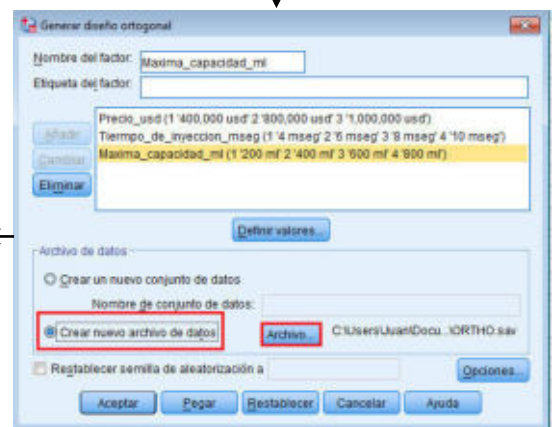 Generar diseño ortogonal
Nombre del factor: Maxima_capacidad_ml
Etiqueta del factor:
Precio_usd (1 '400,000 usd' 2 '800,000 usd' 3 '1,000,000 usd')
Tiermpo_de_inyeccion_mseg (1 '4 mseg' 2 '6 mseg' 3 '8 mseg' 4 '10 mseg')
Maxima_capacidad_ml (1 '200 ml' 2 '400 ml' 3 '600 ml' 4 '800 ml')
Añadir
Cambiar
Eliminar
Definir valores...
Archivo de datos
Crear un nuevo conjunto de datos
Nombre de conjunto de datos:
Crear nuevo archivo de datos
Archivo...
C:\Users\Juan\Docu...\ORTHO.sav
Restablecer semilla de aleatorización a
Opciones...
Aceptar Pegar Restablecer Cancelar Ayuda